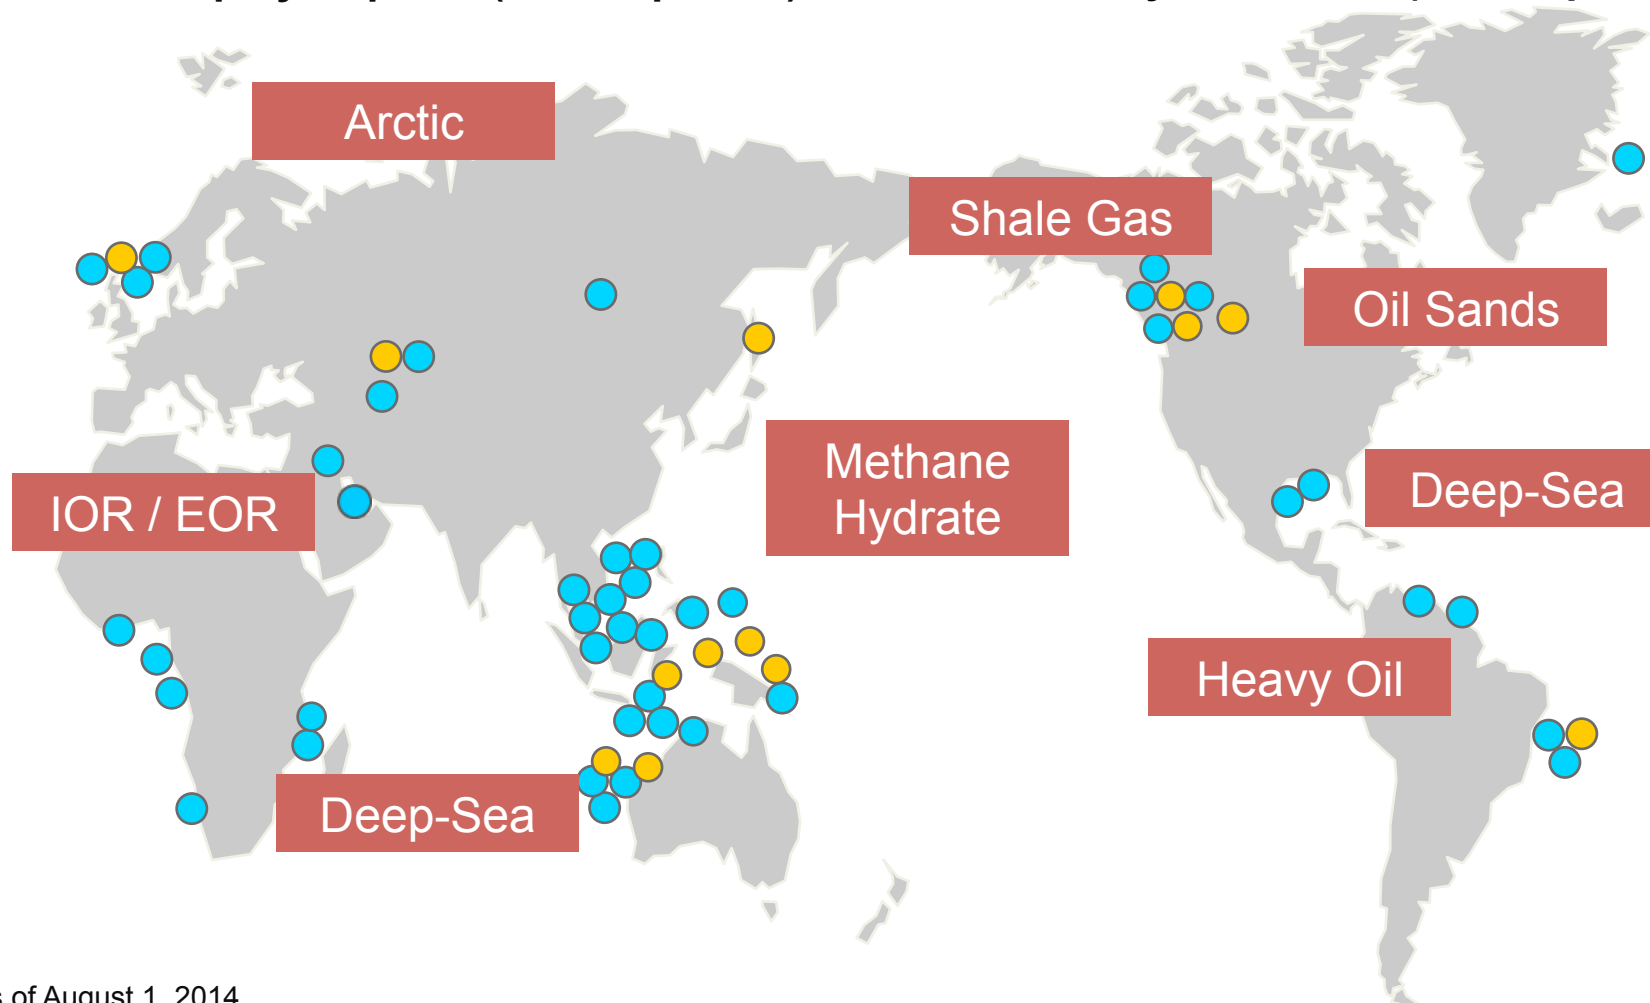 Arctic
Shale Gas
Oil Sands
Methane
Hydrate
Deep-Sea
IOR / EOR
Heavy Oil
Deep-Sea
of August 1, 2014